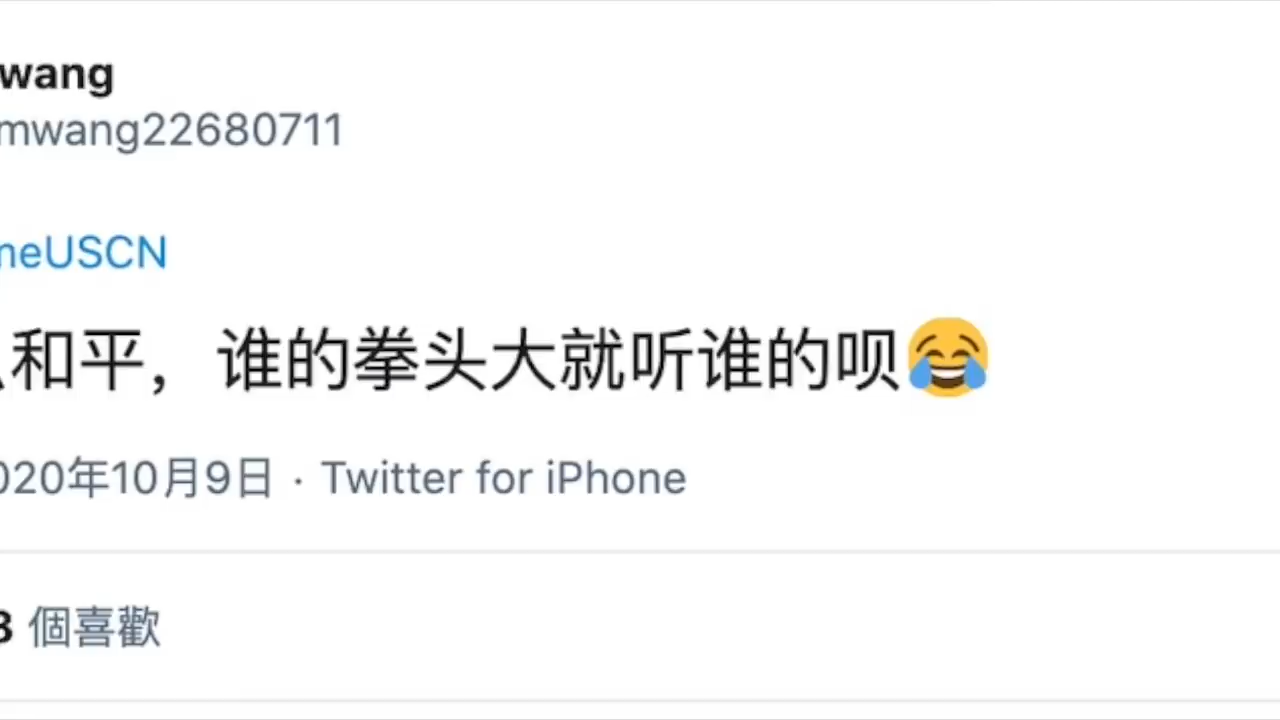 wang
mwang22680711
neUSCN
和平，谁的拳头大就听谁的呗😂
020年10月9日 · Twitter for iPhone
3 個喜歡